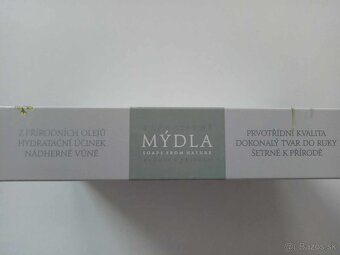 Z PŘÍRODNÍCH OLEJŮ
HYDRATAČNÍ ÚČINEK
NÁDHERNÉ VŮNĚ
MÝDLA
SOAPS FROM NATURE
PRVOTŘÍDNÍ KVALITA
DOKONALÝ TVAR DO RUKY
ŠETRNÉ K PŘÍRODĚ
© Bazos.sk